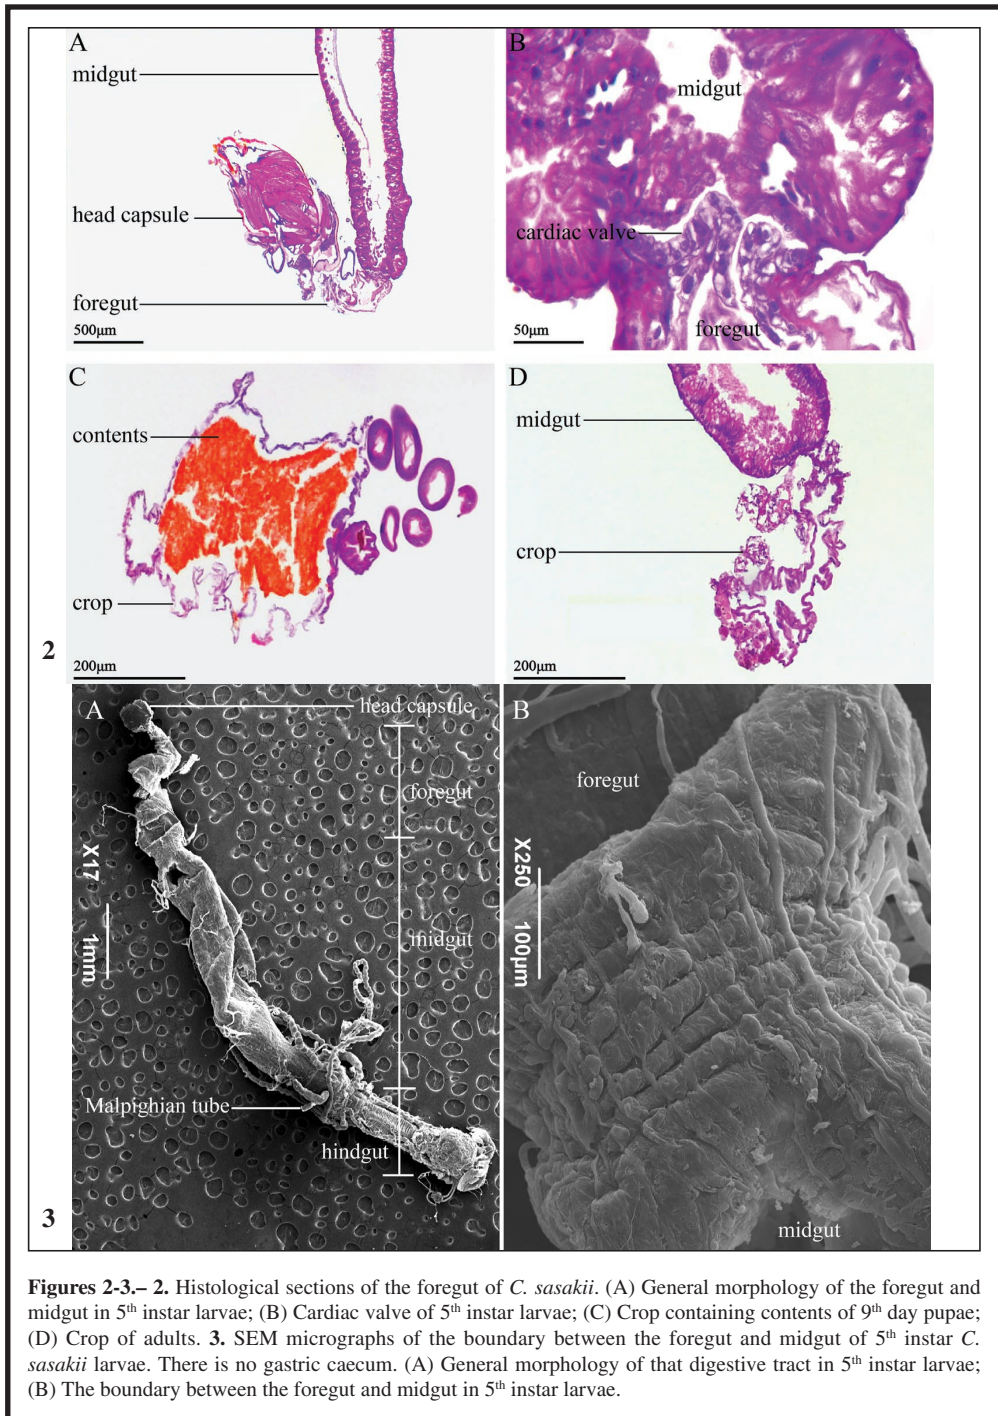 A
midgut
head capsule
foregut
500μm
B
midgut
cardiac valve
foregut
50μm
C
contents
crop
200μm
D
midgut
crop
200μm
2
A
head capsule
foregut
midgut
Malpighian tube
hindgut
X17 1mm
B
foregut
X250 100μm
midgut
3
Figures 2-3.– 2. Histological sections of the foregut of C. sasakii. (A) General morphology of the foregut and
midgut in 5th instar larvae; (B) Cardiac valve of 5th instar larvae; (C) Crop containing contents of 9th day pupae;
(D) Crop of adults. 3. SEM micrographs of the boundary between the foregut and midgut of 5th instar C.
sasakii larvae. There is no gastric caecum. (A) General morphology of that digestive tract in 5th instar larvae;
(B) The boundary between the foregut and midgut in 5th instar larvae.